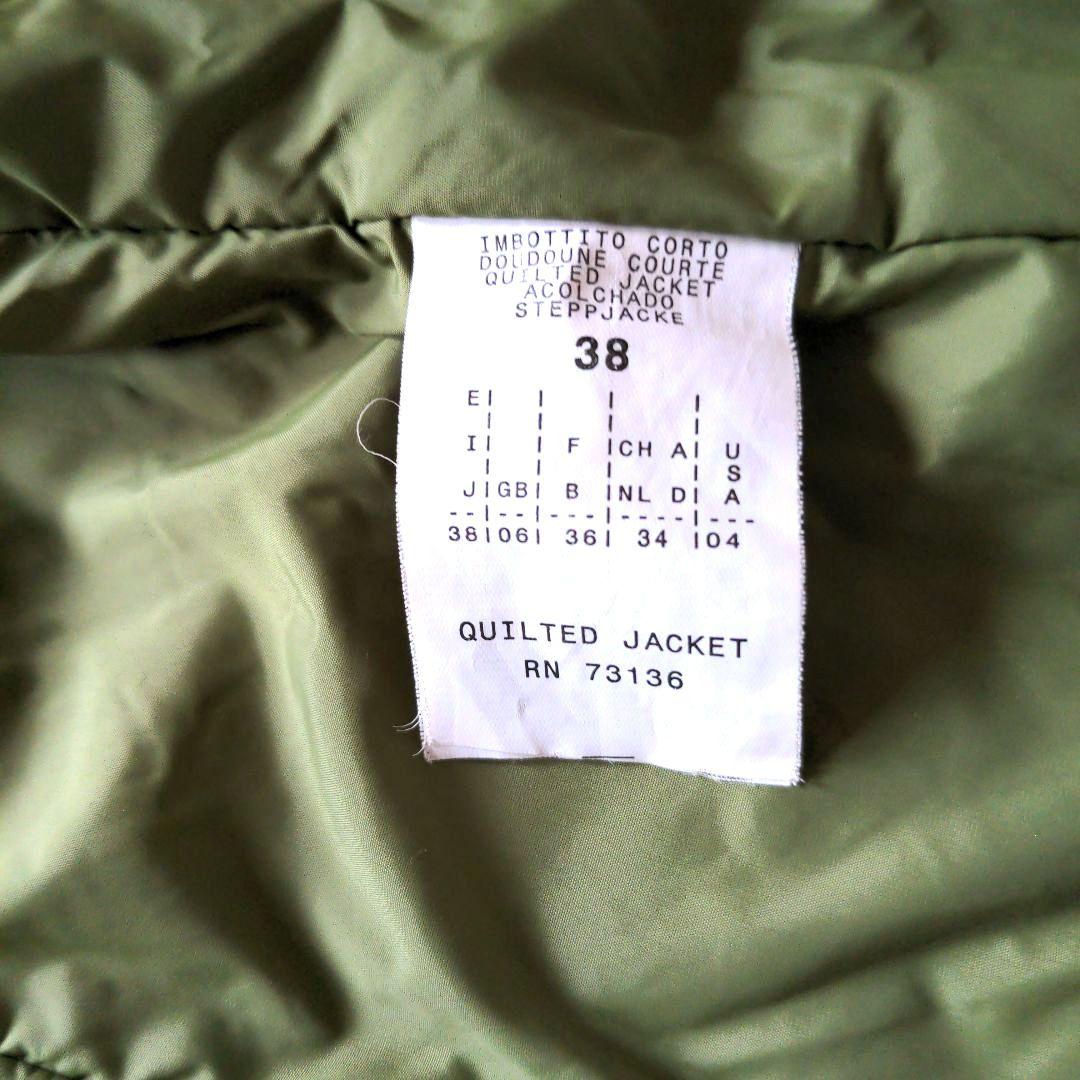 IMBOTTITO CORTO
DOUDOUNE COURTE
QUILTED JACKET
ACOLCHADO
STEPPJACKE
38
E| | | |
| | | |
I| | F |CH A| U
| | | | S
J|GB| B |NL D| A
--|--|---|----|---
38|06| 36| 34 |04
QUILTED JACKET
RN 73136